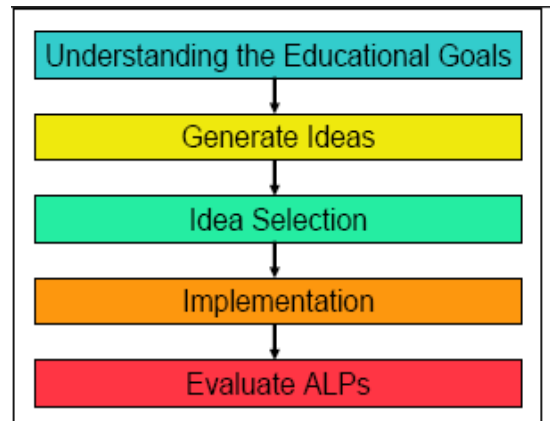 Understanding the Educational Goals
Generate Ideas
Idea Selection
Implementation
Evaluate ALPs